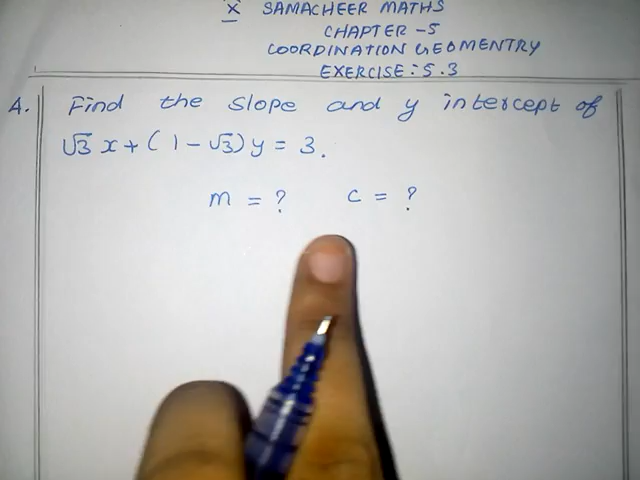 X SAMACHEER MATHS
CHAPTER -5
COORDINATION GEOMENTRY
EXERCISE: 5.3
4. Find the slope and y intercept of
√3 x + (1 - √3) y = 3.
m = ? c = ?